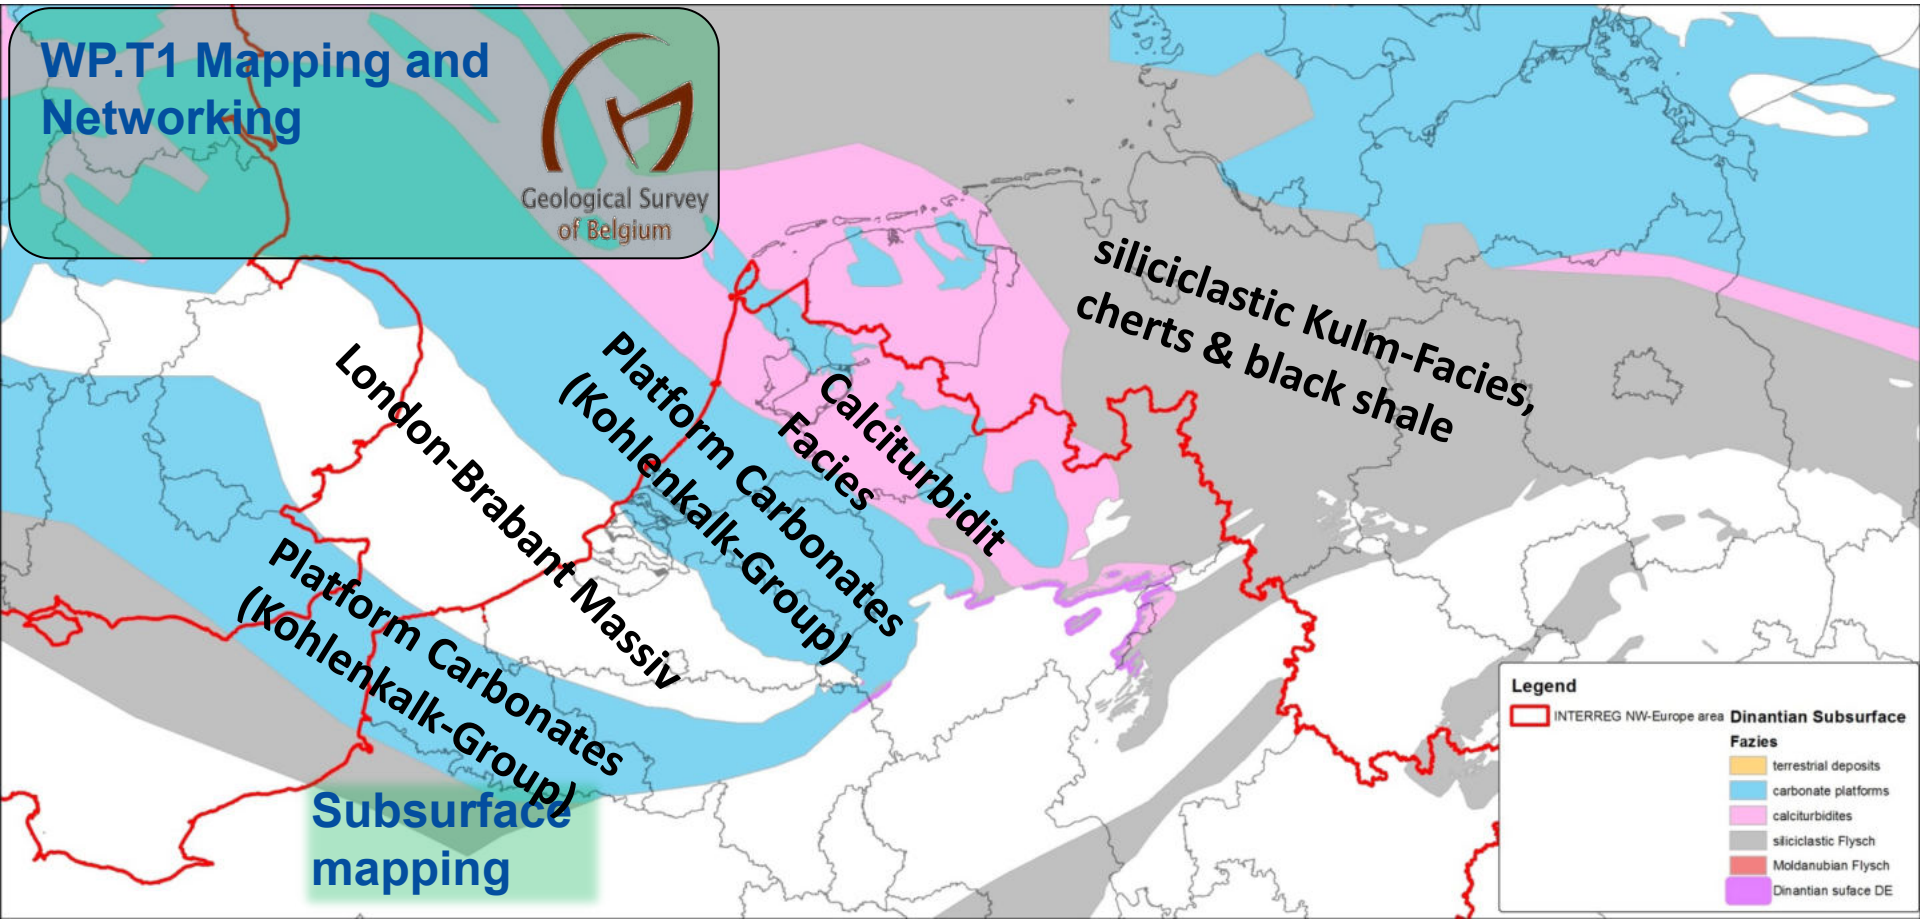 WP.T1 Mapping and
Networking
Geological Survey
of Belgium
siliciclastic Kulm-Facies,
cherts & black shale
London-Brabant Massiv
Platform Carbonates
(Kohlenkalk-Group)
Calciturbidit
Facies
Platform Carbonates
(Kohlenkalk-Group)
Subsurface
mapping
Legend
INTERREG NW-Europe area
Dinantian Subsurface
Fazies
terrestrial deposits
carbonate platforms
calciturbidites
siliciclastic Flysch
Moldanubian Flysch
Dinantian suface DE